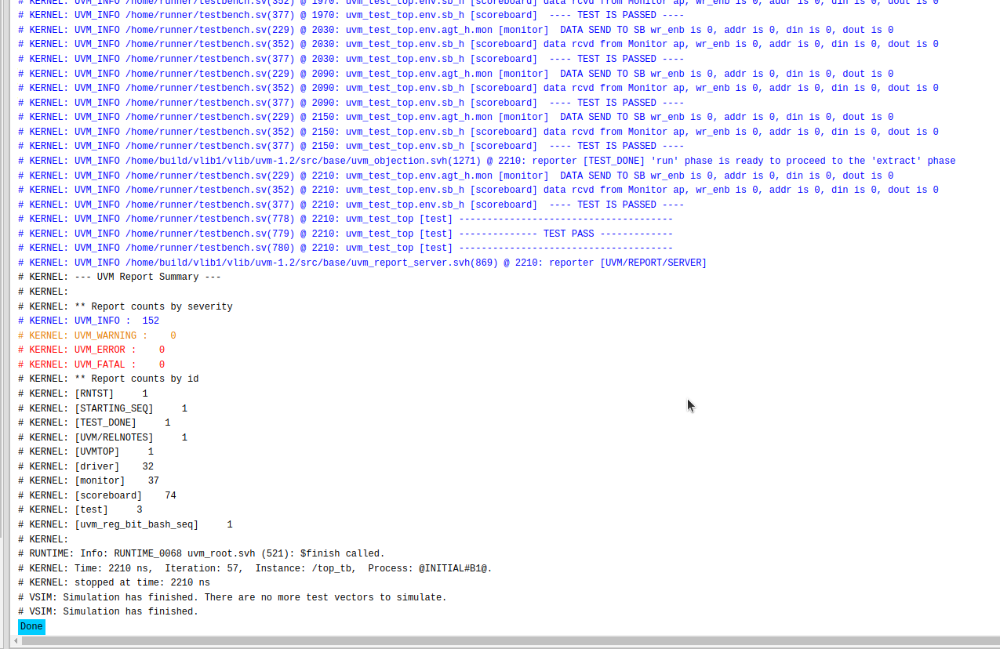 # KERNEL: UVM_INFO /home/runner/testbench.sv(352) @ 1970: uvm_test_top.env.sb_h [scoreboard] data rcvd from Monitor ap, wr_enb is 0, addr is 0, din is 0, dout is 0
# KERNEL: UVM_INFO /home/runner/testbench.sv(377) @ 1970: uvm_test_top.env.sb_h [scoreboard]  ---- TEST IS PASSED ----
# KERNEL: UVM_INFO /home/runner/testbench.sv(229) @ 2030: uvm_test_top.env.agt_h.mon [monitor]  DATA SEND TO SB wr_enb is 0, addr is 0, din is 0, dout is 0
# KERNEL: UVM_INFO /home/runner/testbench.sv(352) @ 2030: uvm_test_top.env.sb_h [scoreboard] data rcvd from Monitor ap, wr_enb is 0, addr is 0, din is 0, dout is 0
# KERNEL: UVM_INFO /home/runner/testbench.sv(377) @ 2030: uvm_test_top.env.sb_h [scoreboard]  ---- TEST IS PASSED ----
# KERNEL: UVM_INFO /home/runner/testbench.sv(229) @ 2090: uvm_test_top.env.agt_h.mon [monitor]  DATA SEND TO SB wr_enb is 0, addr is 0, din is 0, dout is 0
# KERNEL: UVM_INFO /home/runner/testbench.sv(352) @ 2090: uvm_test_top.env.sb_h [scoreboard] data rcvd from Monitor ap, wr_enb is 0, addr is 0, din is 0, dout is 0
# KERNEL: UVM_INFO /home/runner/testbench.sv(377) @ 2090: uvm_test_top.env.sb_h [scoreboard]  ---- TEST IS PASSED ----
# KERNEL: UVM_INFO /home/runner/testbench.sv(229) @ 2150: uvm_test_top.env.agt_h.mon [monitor]  DATA SEND TO SB wr_enb is 0, addr is 0, din is 0, dout is 0
# KERNEL: UVM_INFO /home/runner/testbench.sv(352) @ 2150: uvm_test_top.env.sb_h [scoreboard] data rcvd from Monitor ap, wr_enb is 0, addr is 0, din is 0, dout is 0
# KERNEL: UVM_INFO /home/runner/testbench.sv(377) @ 2150: uvm_test_top.env.sb_h [scoreboard]  ---- TEST IS PASSED ----
# KERNEL: UVM_INFO /home/build/vlib1/vlib/uvm-1.2/src/base/uvm_objection.svh(1271) @ 2210: reporter [TEST_DONE] 'run' phase is ready to proceed to the 'extract' phase
# KERNEL: UVM_INFO /home/runner/testbench.sv(229) @ 2210: uvm_test_top.env.agt_h.mon [monitor]  DATA SEND TO SB wr_enb is 0, addr is 0, din is 0, dout is 0
# KERNEL: UVM_INFO /home/runner/testbench.sv(352) @ 2210: uvm_test_top.env.sb_h [scoreboard] data rcvd from Monitor ap, wr_enb is 0, addr is 0, din is 0, dout is 0
# KERNEL: UVM_INFO /home/runner/testbench.sv(377) @ 2210: uvm_test_top.env.sb_h [scoreboard]  ---- TEST IS PASSED ----
# KERNEL: UVM_INFO /home/runner/testbench.sv(778) @ 2210: uvm_test_top [test] --------------------------------------
# KERNEL: UVM_INFO /home/runner/testbench.sv(779) @ 2210: uvm_test_top [test] -------------- TEST PASS -------------
# KERNEL: UVM_INFO /home/runner/testbench.sv(780) @ 2210: uvm_test_top [test] --------------------------------------
# KERNEL: UVM_INFO /home/build/vlib1/vlib/uvm-1.2/src/base/uvm_report_server.svh(869) @ 2210: reporter [UVM/REPORT/SERVER]
# KERNEL: --- UVM Report Summary ---
# KERNEL:
# KERNEL: ** Report counts by severity
# KERNEL: UVM_INFO :  152
# KERNEL: UVM_WARNING :    0
# KERNEL: UVM_ERROR :    0
# KERNEL: UVM_FATAL :    0
# KERNEL: ** Report counts by id
# KERNEL: [RNTST]     1
# KERNEL: [STARTING_SEQ]     1
# KERNEL: [TEST_DONE]     1
# KERNEL: [UVM/RELNOTES]     1
# KERNEL: [UVMTOP]     1
# KERNEL: [driver]    32
# KERNEL: [monitor]    37
# KERNEL: [scoreboard]    74
# KERNEL: [test]     3
# KERNEL: [uvm_reg_bit_bash_seq]     1
# KERNEL:
# RUNTIME: Info: RUNTIME_0068 uvm_root.svh (521): $finish called.
# KERNEL: Time: 2210 ns,  Iteration: 57,  Instance: /top_tb,  Process: @INITIAL#B1@.
# KERNEL: stopped at time: 2210 ns
# VSIM: Simulation has finished. There are no more test vectors to simulate.
# VSIM: Simulation has finished.
Done